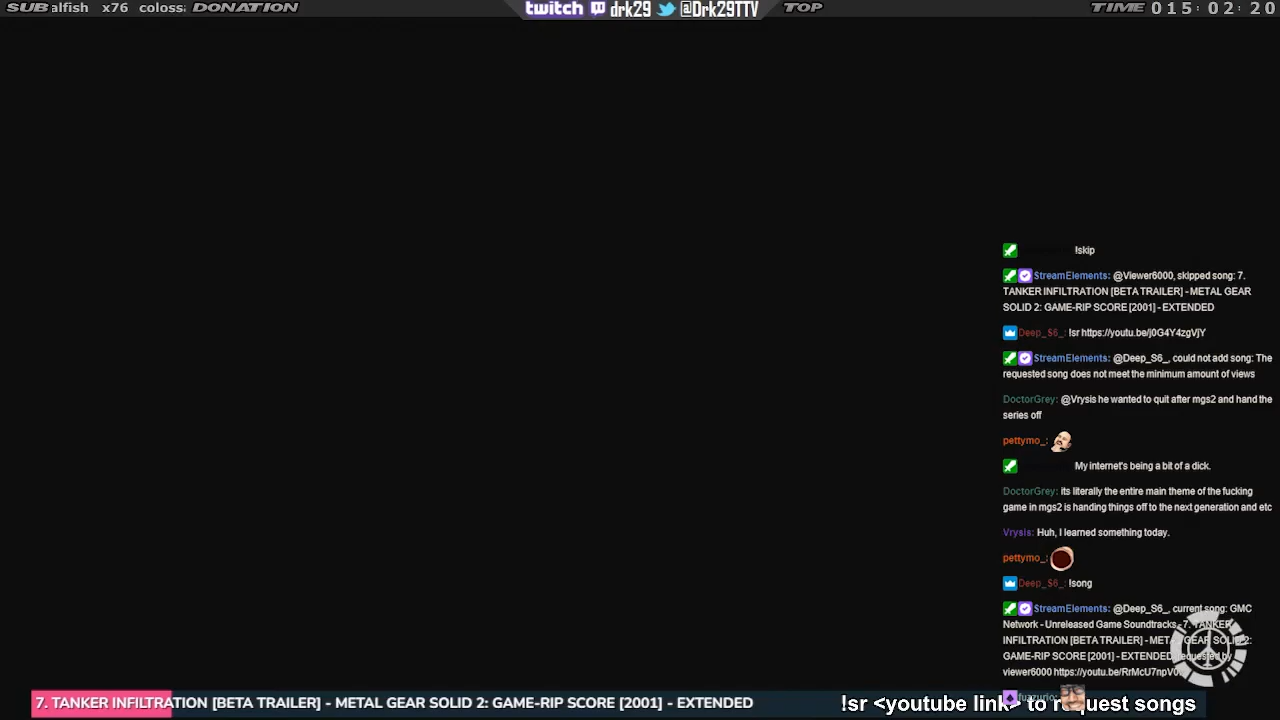 SUB alfish x76 coloss DONATION twitch drk29 @Drk29TTV TOP TIME 015:02:20
!skip
StreamElements: @Viewer6000, skipped song: 7.
TANKER INFILTRATION [BETA TRAILER] - METAL GEAR
SOLID 2: GAME-RIP SCORE [2001] - EXTENDED
Deep_S6_: !sr https://youtu.be/j0G4Y4zgVjY
StreamElements: @Deep_S6_, could not add song: The
requested song does not meet the minimum amount of views
DoctorGrey: @Vrysis he wanted to quit after mgs2 and hand the
series off
pettymo_:
My internet's being a bit of a dick.
DoctorGrey: its literally the entire main theme of the fucking
game in mgs2 is handing things off to the next generation and etc
Vrysis: Huh, I learned something today.
pettymo_:
Deep_S6_: !song
StreamElements: @Deep_S6_, current song: GMC
Network - Unreleased Game Soundtracks - 7. TANKER
INFILTRATION [BETA TRAILER] - METAL GEAR SOLID 2:
GAME-RIP SCORE [2001] - EXTENDED requested by
viewer6000
7. TANKER INFILTRATION [BETA TRAILER] - METAL GEAR SOLID 2: GAME-RIP SCORE [2001] - EXTENDED
!sr <youtube link> to request songs